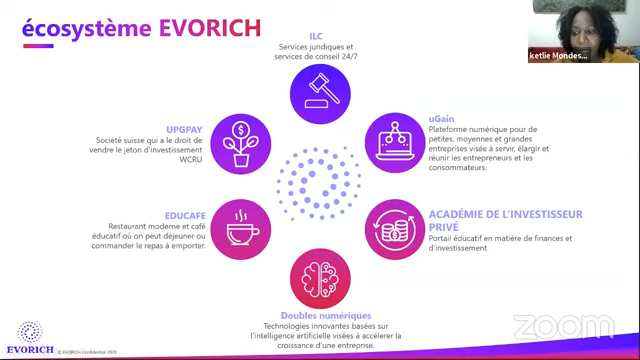 écosystème EVORICH
ketlie Mondes...
ILC
Services juridiques et
services de conseil 24/7
UPGPAY
Société suisse qui a le droit de
vendre le jeton d'investissement
WCRU
uGain
Plateforme numérique pour de
petites, moyennes et grandes
entreprises visée à servir, élargir et
réunir les entrepreneurs et les
consommateurs.
EDUCAFE
Restaurant moderne et café
éducatif où on peut déjeuner ou
commander le repas à emporter.
ACADÉMIE DE L'INVESTISSEUR
PRIVÉ
Portail éducatif en matière de finances et
d'investissement
Doubles numériques
Technologies innovantes basées sur
l'intelligence artificielle visées à accélerer la
croissance d'une entreprise.
EVORICH
© EVORICH Confidential 2020
zoom